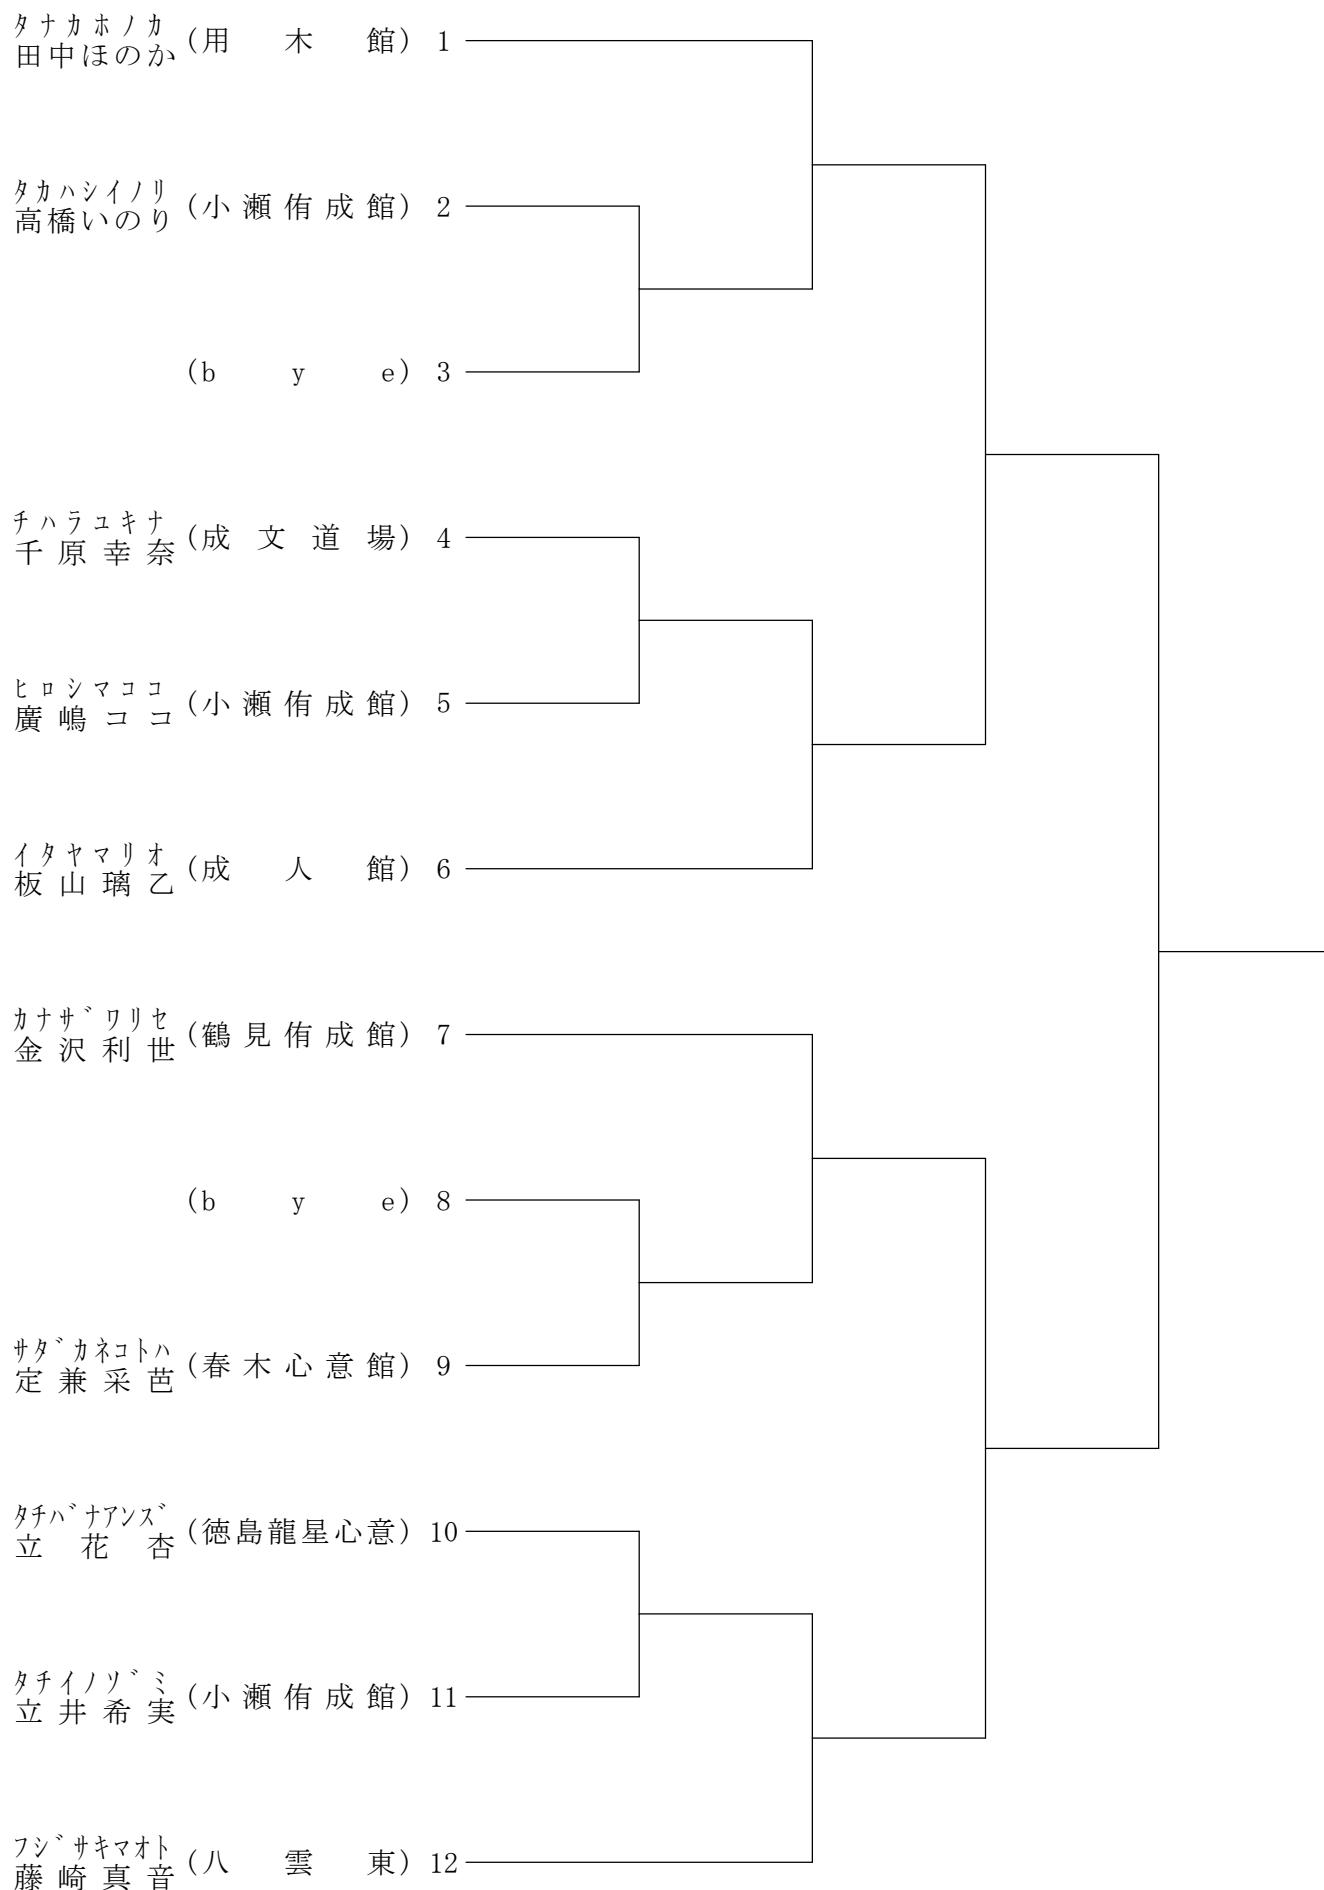 タナカホノカ
田中ほのか (用木館) 1
タカハシイノリ
高橋いのり (小瀬侑成館) 2
(bye) 3
チハラユキナ
千原幸奈 (成文道場) 4
ヒロシマココ
廣嶋ココ (小瀬侑成館) 5
イタヤマリオ
板山璃乙 (成人館) 6
カナザワリセ
金沢利世 (鶴見侑成館) 7
(bye) 8
サダカネコトハ
定兼采芭 (春木心意館) 9
タチバナアンズ
立花杏 (徳島龍星心意) 10
タチイノゾミ
立井希実 (小瀬侑成館) 11
フジサキマオト
藤崎真音 (八雲東) 12